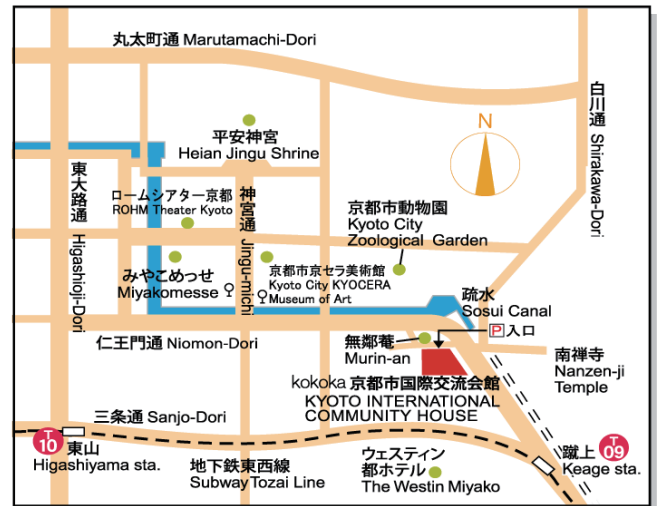 丸太町通 Marutamachi-Dori
白川通 Shirakawa-Dori
N
平安神宮
Heian Jingu Shrine
東大路通 Higashioji-Dori
ロームシアター京都
ROHM Theater Kyoto
神宮通 Jingu-michi
京都市動物園
Kyoto City
Zoological Garden
みやこめっせ
Miyakomesse
京都市京セラ美術館
Kyoto City KYOCERA
Museum of Art
疏水
Sosui Canal
P入口
仁王門通 Niomon-Dori
無鄰菴
Murin-an
南禅寺
Nanzen-ji
Temple
kokoka 京都市国際交流会館
KYOTO INTERNATIONAL
COMMUNITY HOUSE
三条通 Sanjo-Dori
T
10
東山
Higashiyama sta.
地下鉄東西線
Subway Tozai Line
ウェスティン
都ホテル
The Westin Miyako
蹴上
Keage sta.
T
09